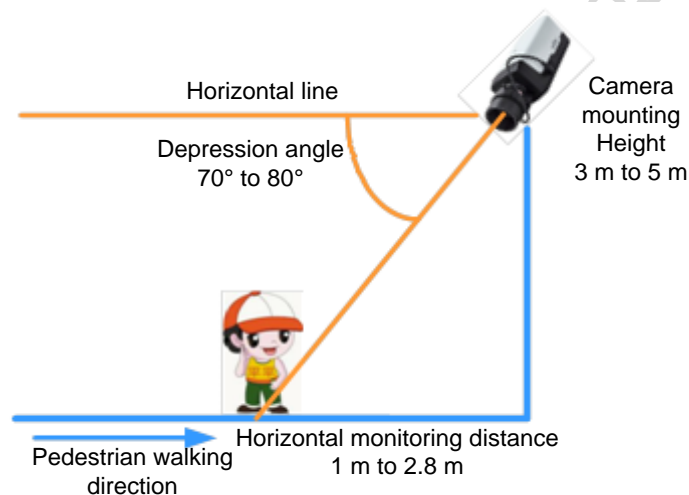 Horizontal line
Depression angle
70° to 80°
Camera
mounting
Height
3 m to 5 m
Horizontal monitoring distance
1 m to 2.8 m
Pedestrian walking
direction